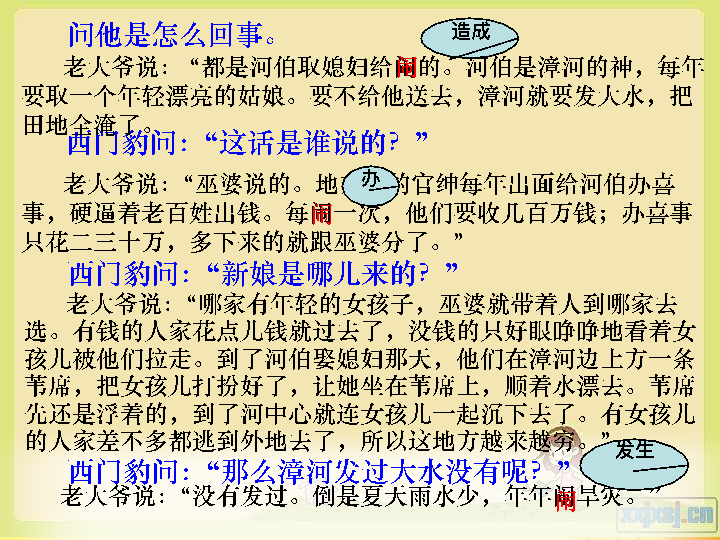 问他是怎么回事。
造成
老大爷说：“都是河伯取媳妇给闹的。河伯是漳河的神，每年
要取一个年轻漂亮的姑娘。要不给他送去，漳河就要发大水，把
田地全淹了。
西门豹问：“这话是谁说的？”
办
老大爷说：“巫婆说的。地 的官绅每年出面给河伯办喜
事，硬逼着老百姓出钱。每闹一次，他们要收几百万钱；办喜事
只花二三十万，多下来的就跟巫婆分了。”
西门豹问：“新娘是哪儿来的？”
老大爷说：“哪家有年轻的女孩子，巫婆就带着人到哪家去
选。有钱的人家花点儿钱就过去了，没钱的只好眼睁睁地看着女
孩儿被他们拉走。到了河伯娶媳妇那天，他们在漳河边上方一条
苇席，把女孩儿打扮好了，让她坐在苇席上，顺着水漂去。苇席
先还是浮着的，到了河中心就连女孩儿一起沉下去了。有女孩儿
的人家差不多都逃到外地去了，所以这地方越来越穷。”
发生
西门豹问：“那么漳河发过大水没有呢？”
老大爷说：“没有发过。倒是夏天雨水少，年年闹旱灾。”
xxjxsj.cn